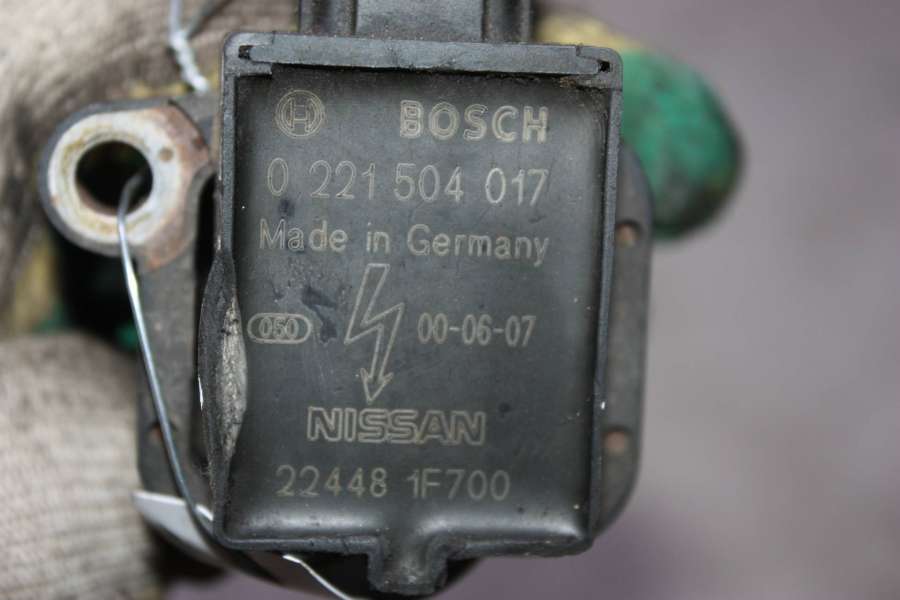 BOSCH
0 221 504 017
Made in Germany
050 00-06-07
NISSAN
22448 1F700